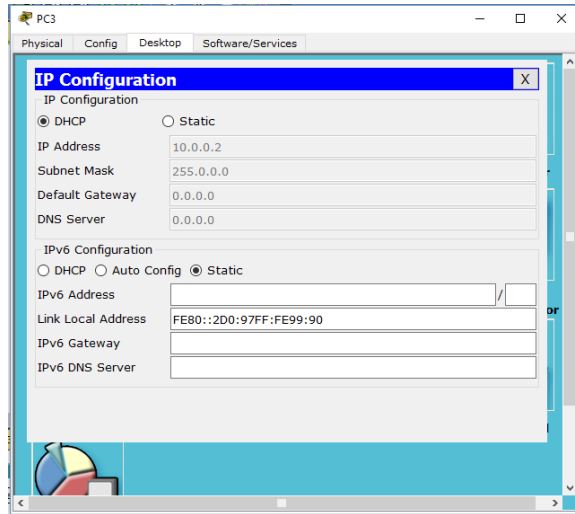 PC3
Physical Config Desktop Software/Services
IP Configuration X
IP Configuration
DHCP Static
IP Address 10.0.0.2
Subnet Mask 255.0.0.0
Default Gateway 0.0.0.0
DNS Server 0.0.0.0
IPv6 Configuration
DHCP Auto Config Static
IPv6 Address /
Link Local Address FE80::2D0:97FF:FE99:90
IPv6 Gateway
IPv6 DNS Server